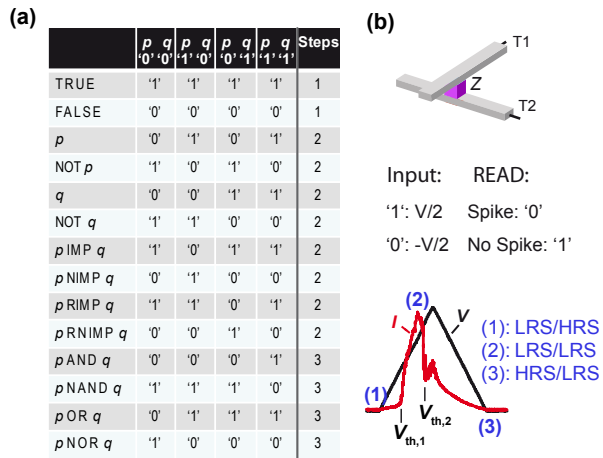 (a)
p q p q p q p q Steps
'0' '0' '1' '0' '0' '1' '1' '1'
TRUE '1' '1' '1' '1' 1
FALSE '0' '0' '0' '0' 1
p '0' '1' '0' '1' 2
NOT p '1' '0' '1' '0' 2
q '0' '0' '1' '1' 2
NOT q '1' '1' '0' '0' 2
p IMP q '1' '0' '1' '1' 2
p NIMP q '0' '1' '0' '0' 2
p RIMP q '1' '1' '0' '1' 2
p RNIMP q '0' '0' '1' '0' 2
p AND q '0' '0' '0' '1' 3
p NAND q '1' '1' '1' '0' 3
p OR q '0' '1' '1' '1' 3
p NOR q '1' '0' '0' '0' 3
(b)
T1
Z
T2
Input: READ:
'1': V/2 Spike: '0'
'0': -V/2 No Spike: '1'
(2)
I
V
(1)
Vth,1
Vth,2
(3)
(1): LRS/HRS
(2): LRS/LRS
(3): HRS/LRS